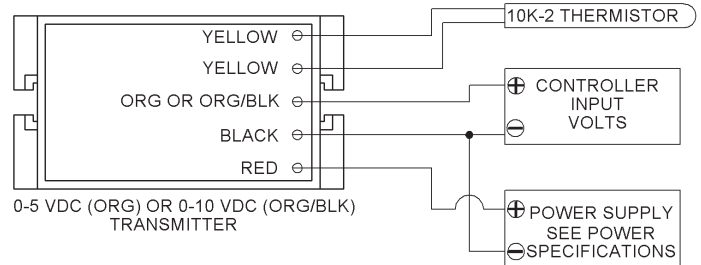 YELLOW
YELLOW
ORG OR ORG/BLK
BLACK
RED
0-5 VDC (ORG) OR 0-10 VDC (ORG/BLK)
TRANSMITTER
10K-2 THERMISTOR
CONTROLLER
INPUT
VOLTS
POWER SUPPLY
SEE POWER
SPECIFICATIONS